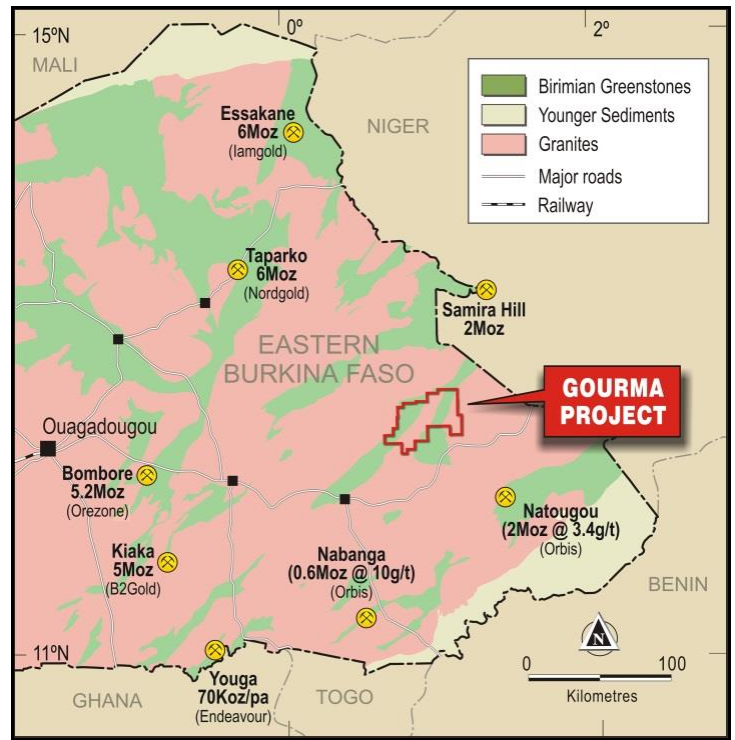 0º
2º
15ºN
MALI
Essakane
6Moz
(Iamgold)
NIGER
Birimian Greenstones
Younger Sediments
Granites
Major roads
Railway
Taparko
6Moz
(Nordgold)
Samira Hill
2Moz
EASTERN
BURKINA FASO
GOURMA
PROJECT
Ouagadougou
Bombore
5.2Moz
(Orezone)
Natougou
(2Moz @ 3.4g/t)
(Orbis)
Kiaka
5Moz
(B2Gold)
Nabanga
(0.6Moz @ 10g/t)
(Orbis)
BENIN
11ºN
Youga
70Koz/pa
(Endeavour)
GHANA
TOGO
N
0 100
Kilometres